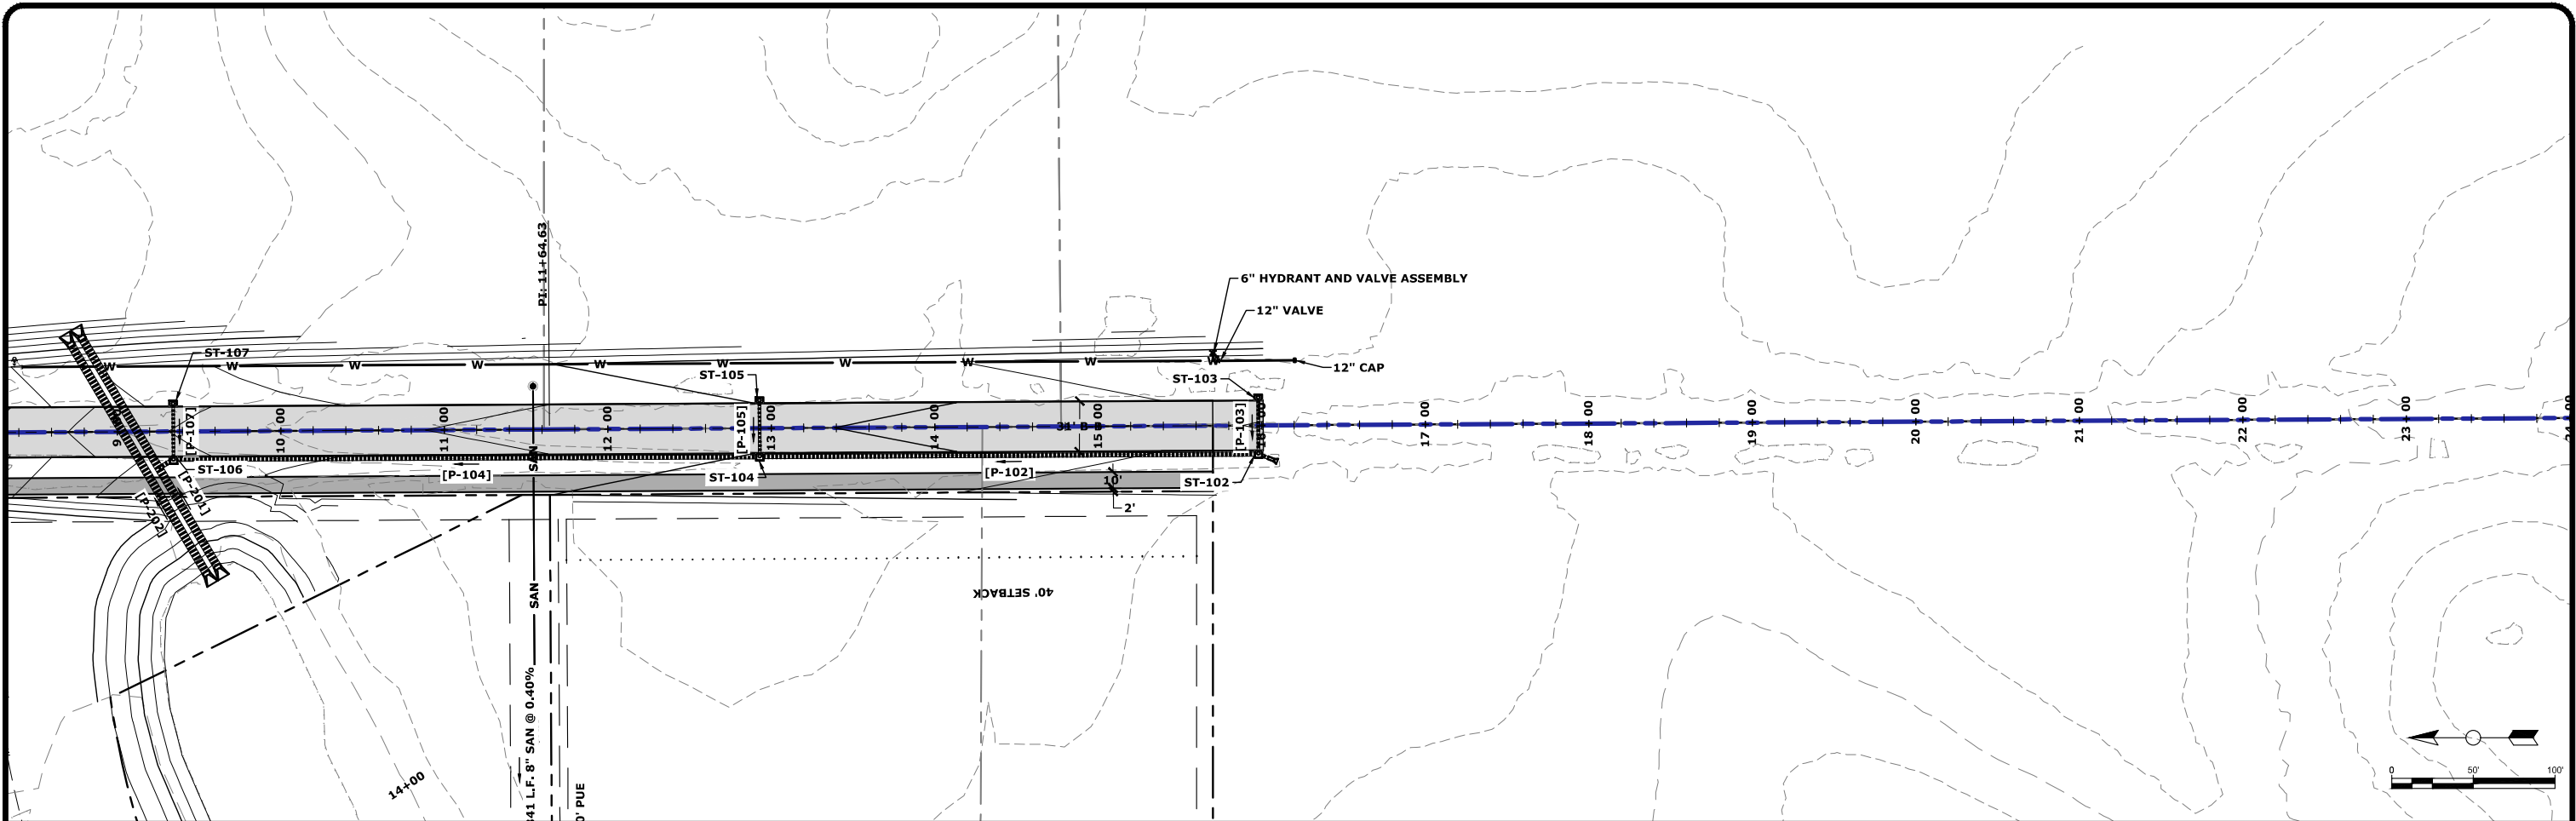 PI: 11+64.63
6" HYDRANT AND VALVE ASSEMBLY
12" VALVE
12" CAP
ST-107
ST-105
ST-103
W W W W W W W W W W
[P-107]
10+00
11+00
SAN
12+00
[P-105]
13+00
14+00
15+00
[P-103]
17+00
18+00
19+00
20+00
21+00
22+00
23+00
24+00
ST-106
[P-201]
[P-202]
[P-104]
ST-104
[P-102]
10'
ST-102
2'
40' SETBACK
SAN
L.F. 8" SAN @ 0.40%
PUE
14+00
0 50' 100'